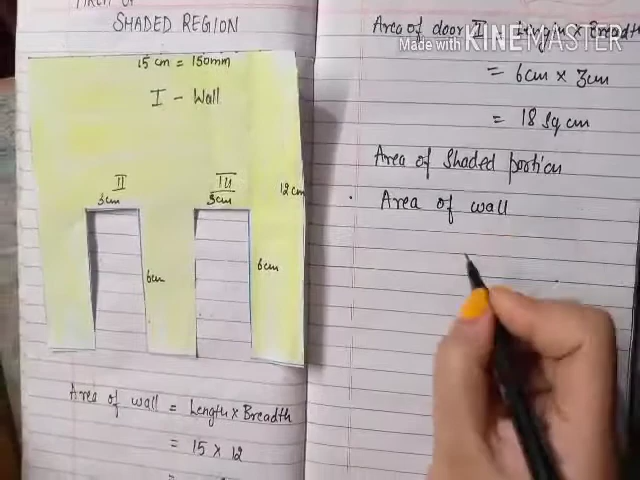 SHADED REGION
15 cm = 150mm
I - Wall
II
3cm
III
3cm
12cm
6cm
6cm
Area of wall = Length x Breadth
= 15 x 12
Area of door II = x Breadth
= 6cm x 3cm
= 18 sq cm
Area of shaded portion
Area of wall
Made with KINEMASTER